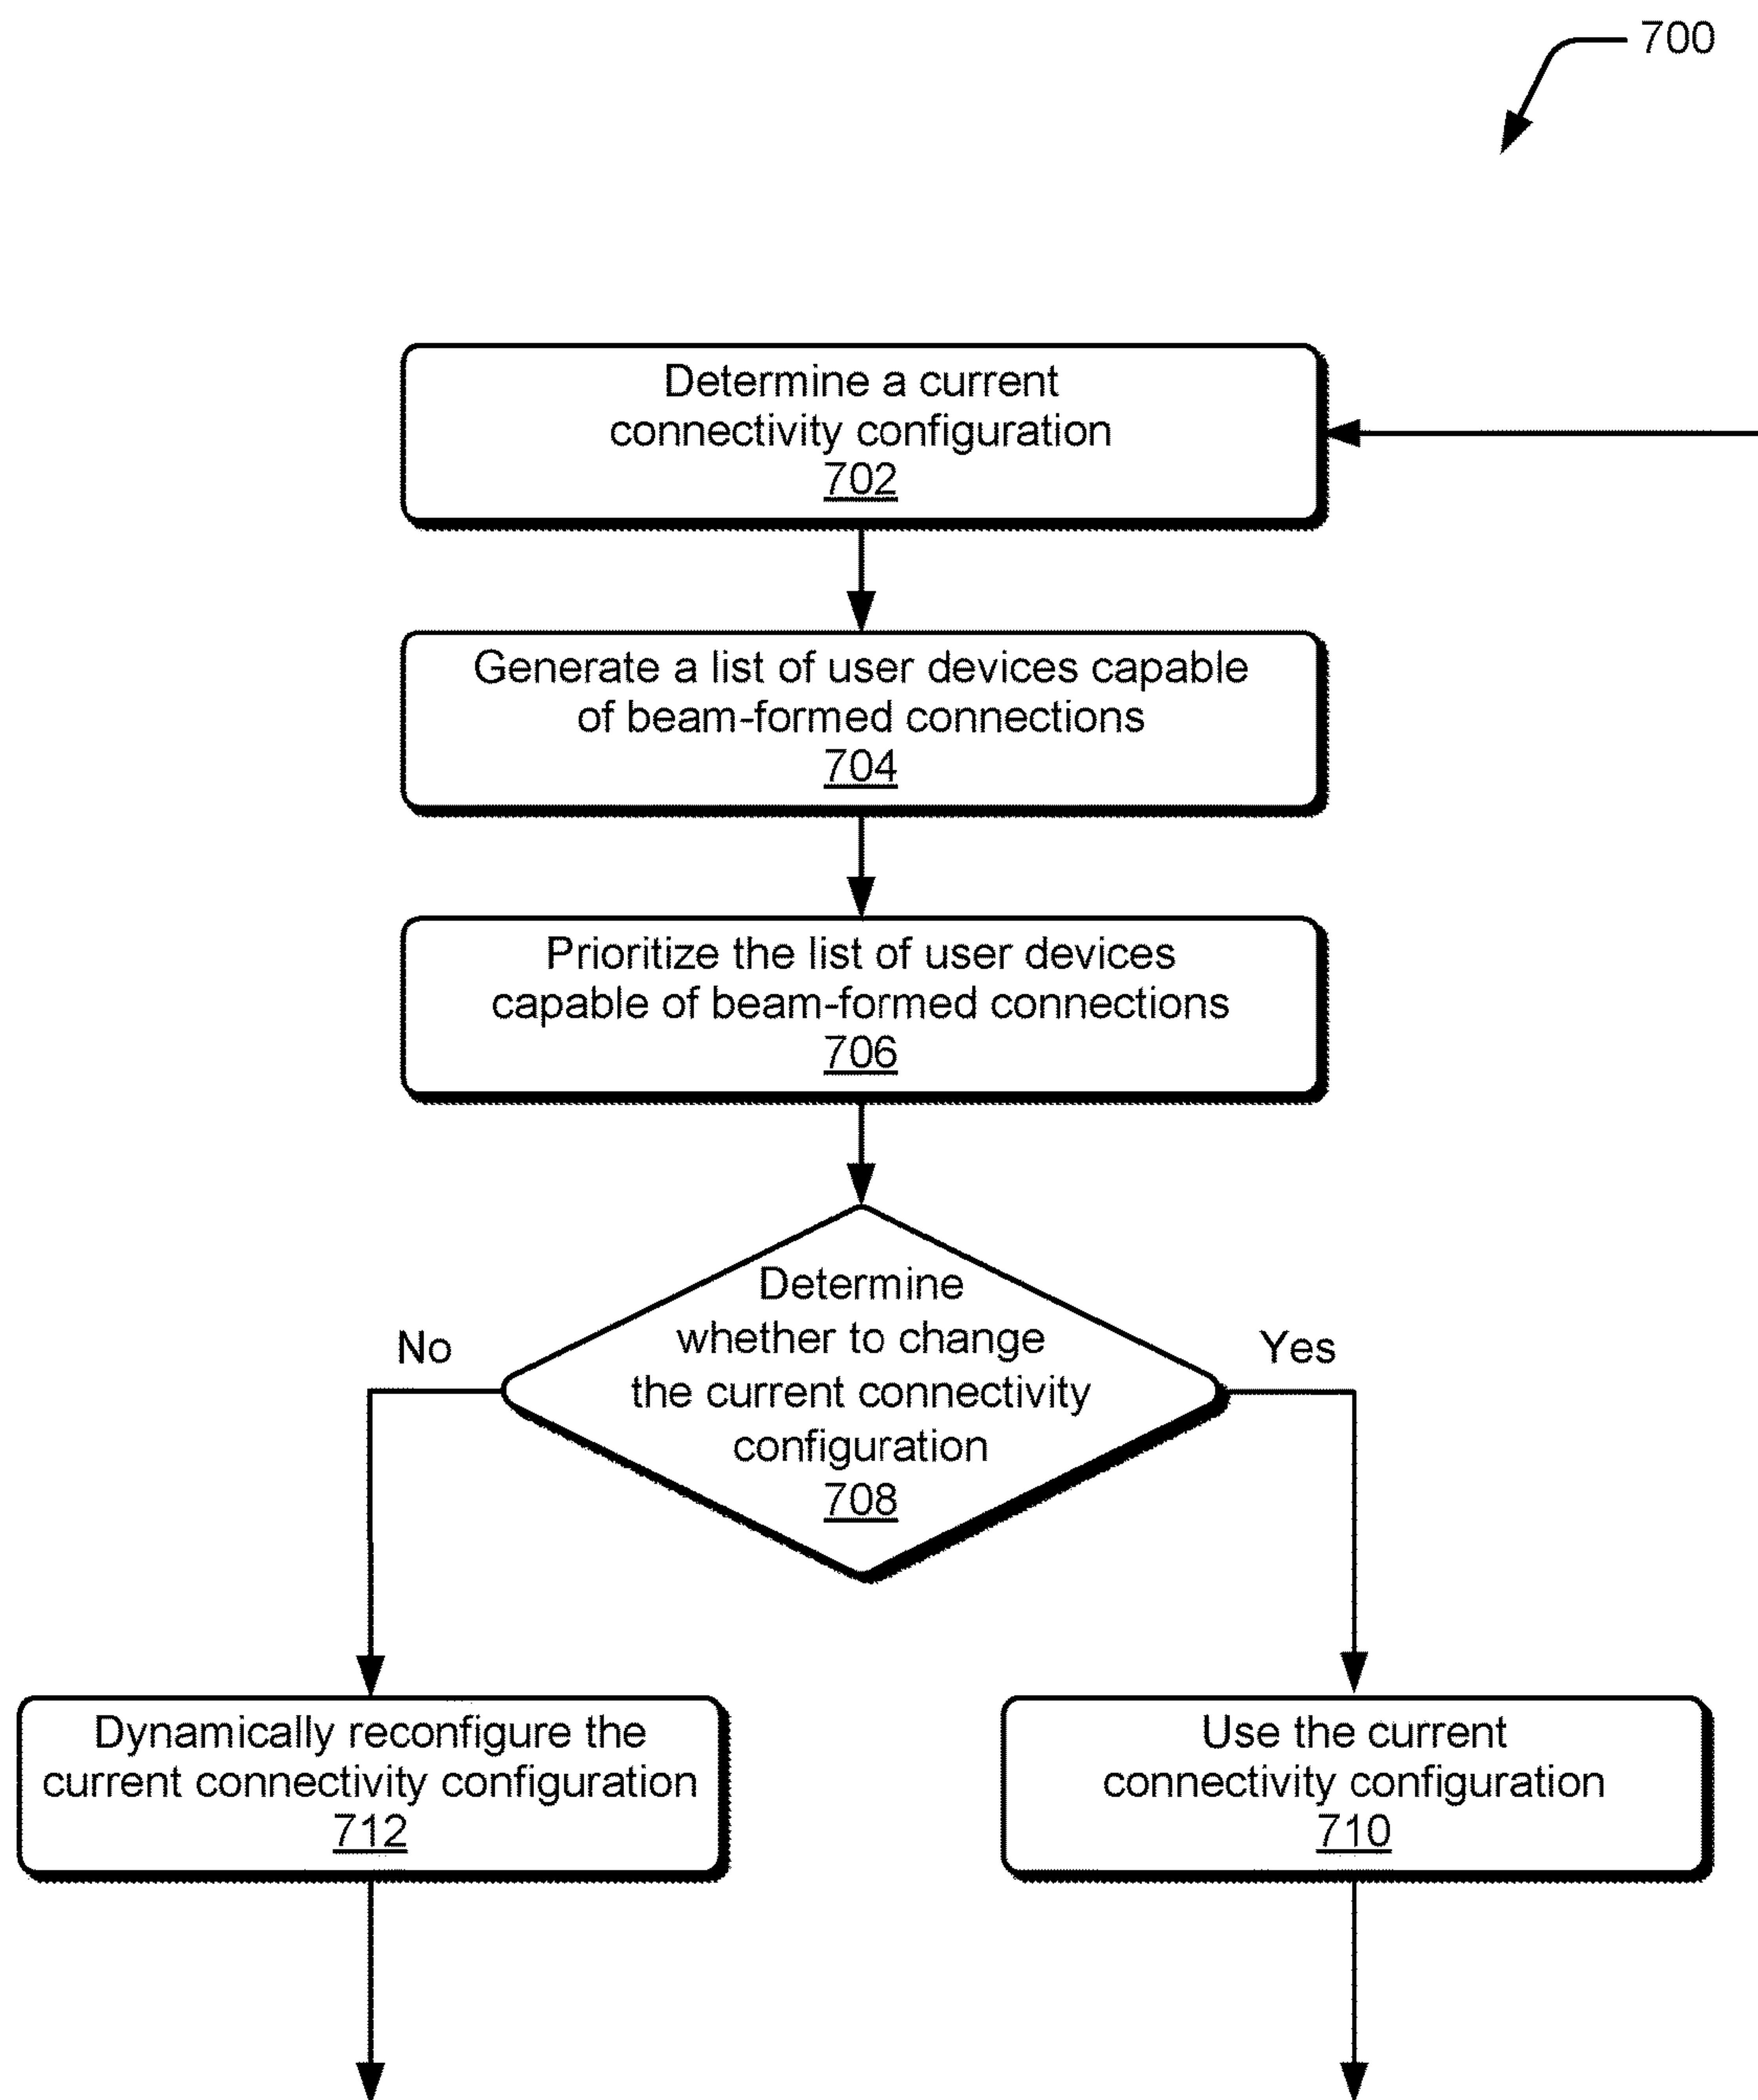 700
Determine a current
connectivity configuration
702
Generate a list of user devices capable
of beam-formed connections
704
Prioritize the list of user devices
capable of beam-formed connections
706
Determine
whether to change
the current connectivity
configuration
708
No
Yes
Dynamically reconfigure the
current connectivity configuration
712
Use the current
connectivity configuration
710